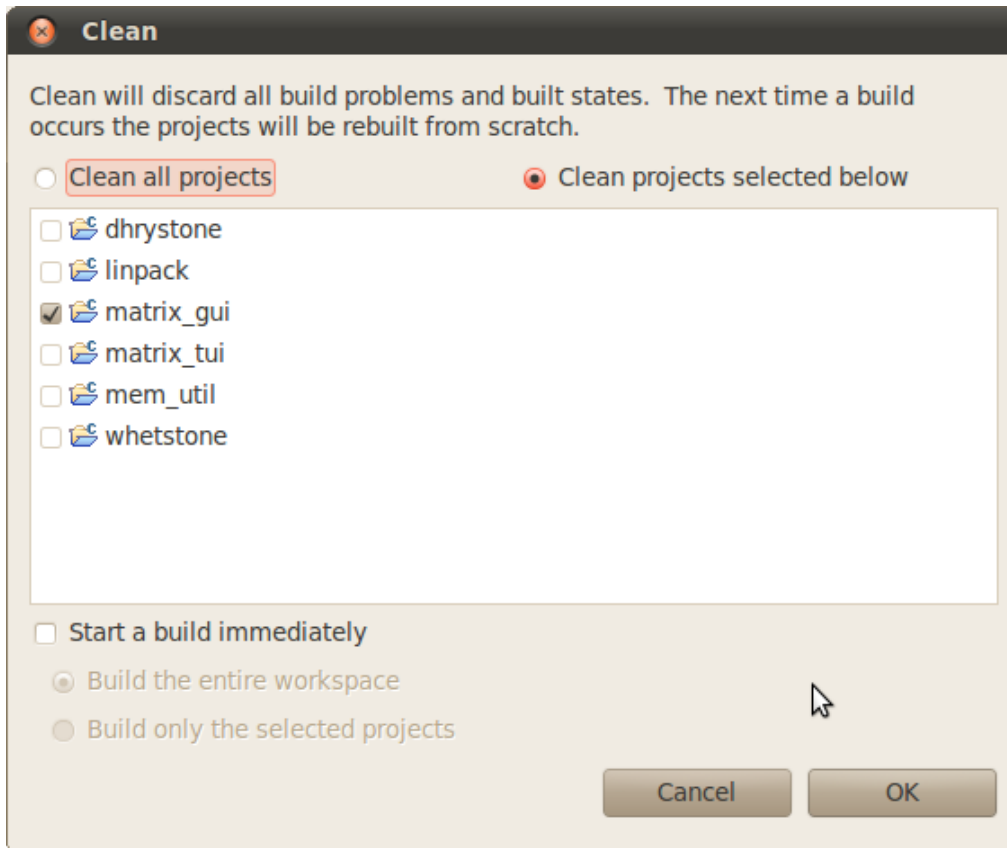 Clean
Clean will discard all build problems and built states.  The next time a build
occurs the projects will be rebuilt from scratch.
Clean all projects
Clean projects selected below
dhrystone
linpack
matrix_gui
matrix_tui
mem_util
whetstone
Start a build immediately
Build the entire workspace
Build only the selected projects
Cancel
OK